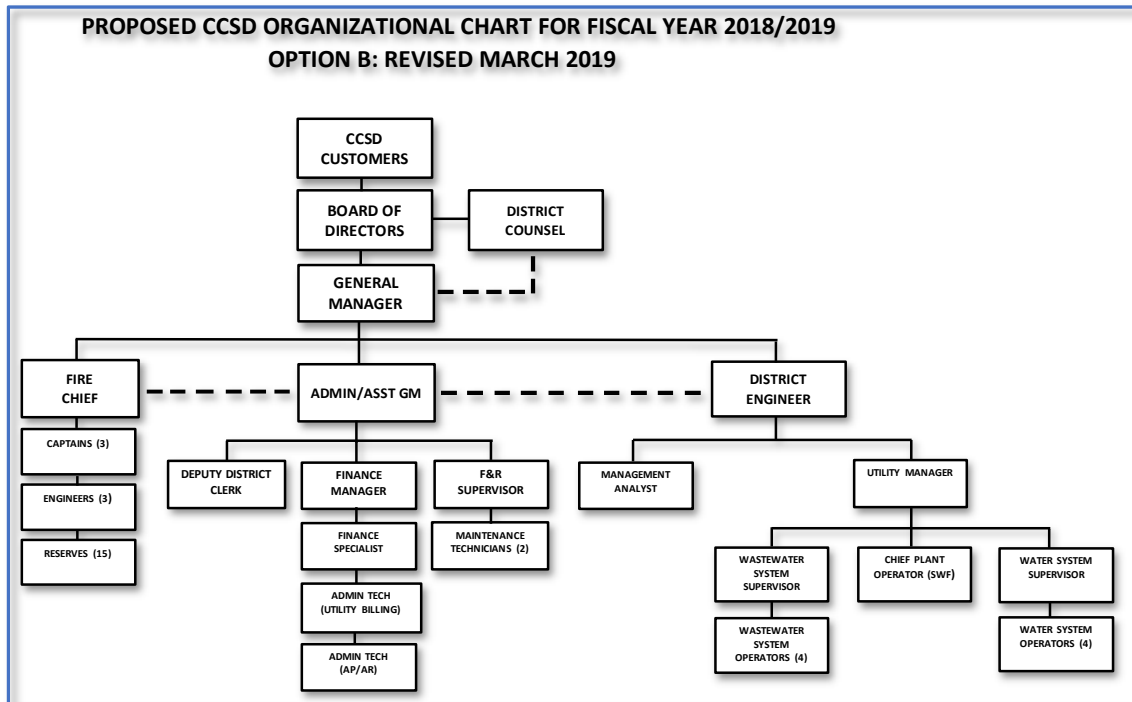 PROPOSED CCSD ORGANIZATIONAL CHART FOR FISCAL YEAR 2018/2019
OPTION B: REVISED MARCH 2019
CCSD
CUSTOMERS
BOARD OF
DIRECTORS
DISTRICT
COUNSEL
GENERAL
MANAGER
FIRE
CHIEF
ADMIN/ASST GM
DISTRICT
ENGINEER
CAPTAINS (3)
ENGINEERS (3)
RESERVES (15)
DEPUTY DISTRICT
CLERK
FINANCE
MANAGER
F&R
SUPERVISOR
FINANCE
SPECIALIST
MAINTENANCE
TECHNICIANS (2)
ADMIN TECH
(UTILITY BILLING)
ADMIN TECH
(AP/AR)
MANAGEMENT
ANALYST
UTILITY MANAGER
WASTEWATER
SYSTEM
SUPERVISOR
CHIEF PLANT
OPERATOR (SWF)
WATER SYSTEM
SUPERVISOR
WASTEWATER
SYSTEM
OPERATORS (4)
WATER SYSTEM
OPERATORS (4)